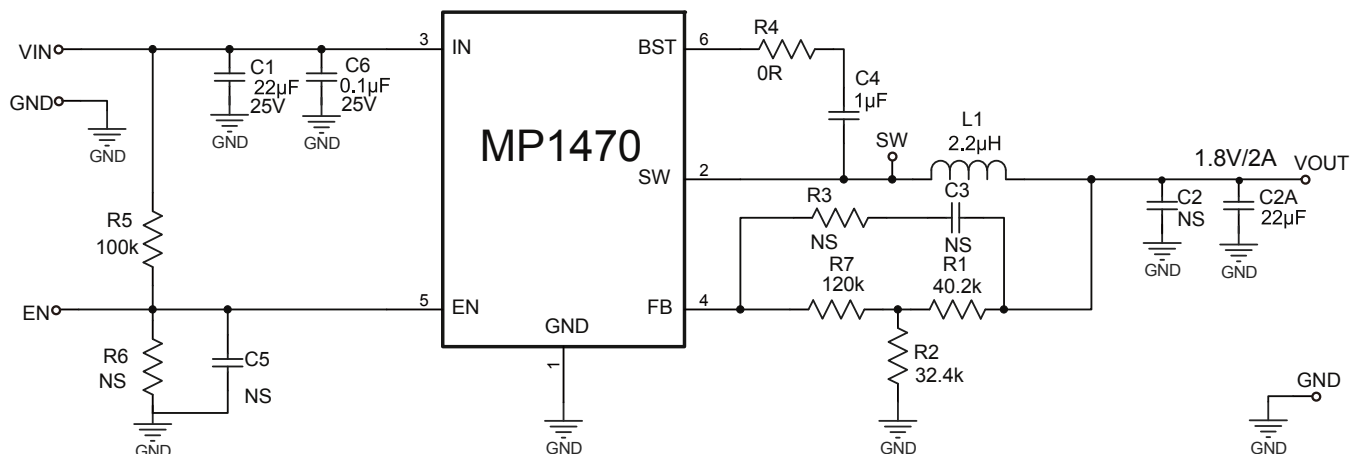 VIN
3
IN
C1
22µF
25V
GND
C6
0.1µF
25V
GND
GND
GND
MP1470
BST
6
R4
0R
C4
1µF
SW
2
SW
L1
2.2µH
1.8V/2A
VOUT
C2
NS
GND
C2A
22µF
GND
R3
NS
C3
NS
R5
100k
R7
120k
R1
40.2k
EN
5
EN
FB
4
GND
1
GND
R6
NS
C5
NS
GND
R2
32.4k
GND
GND
GND